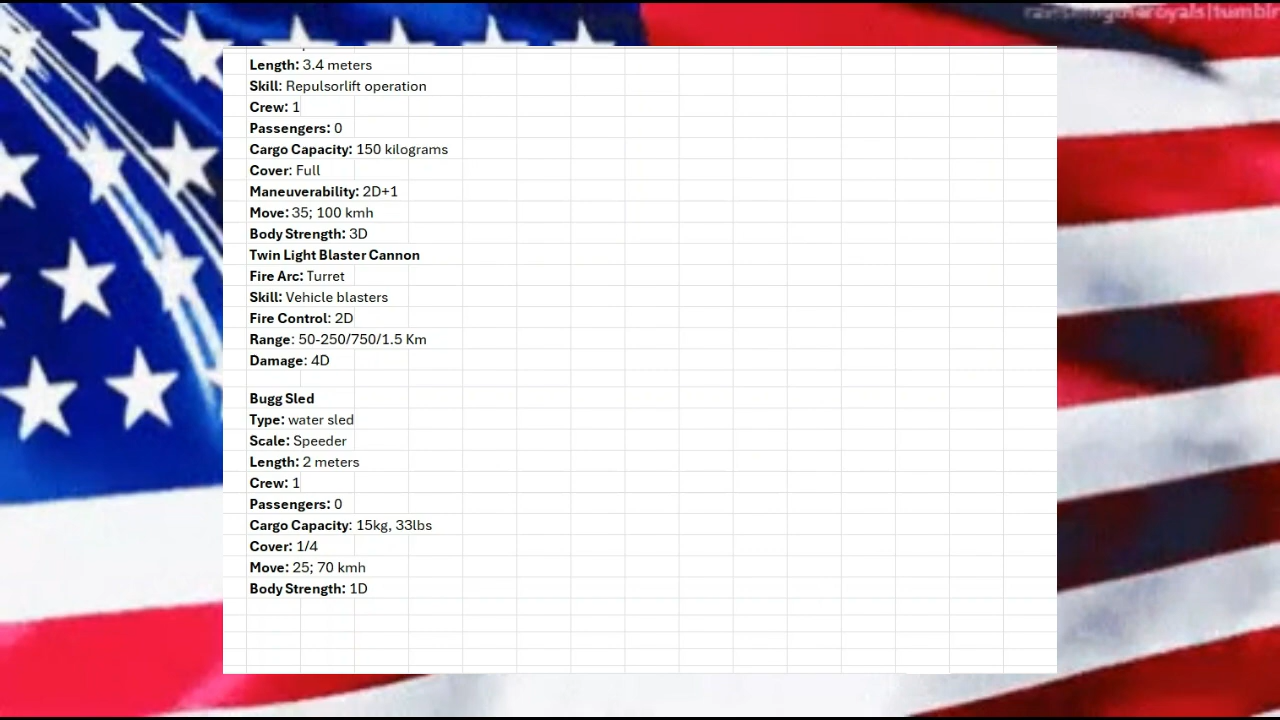 Length: 3.4 meters
Skill: Repulsorlift operation
Crew: 1
Passengers: 0
Cargo Capacity: 150 kilograms
Cover: Full
Maneuverability: 2D+1
Move: 35; 100 kmh
Body Strength: 3D
Twin Light Blaster Cannon
Fire Arc: Turret
Skill: Vehicle blasters
Fire Control: 2D
Range: 50-250/750/1.5 Km
Damage: 4D
Bugg Sled
Type: water sled
Scale: Speeder
Length: 2 meters
Crew: 1
Passengers: 0
Cargo Capacity: 15kg, 33lbs
Cover: 1/4
Move: 25; 70 kmh
Body Strength: 1D